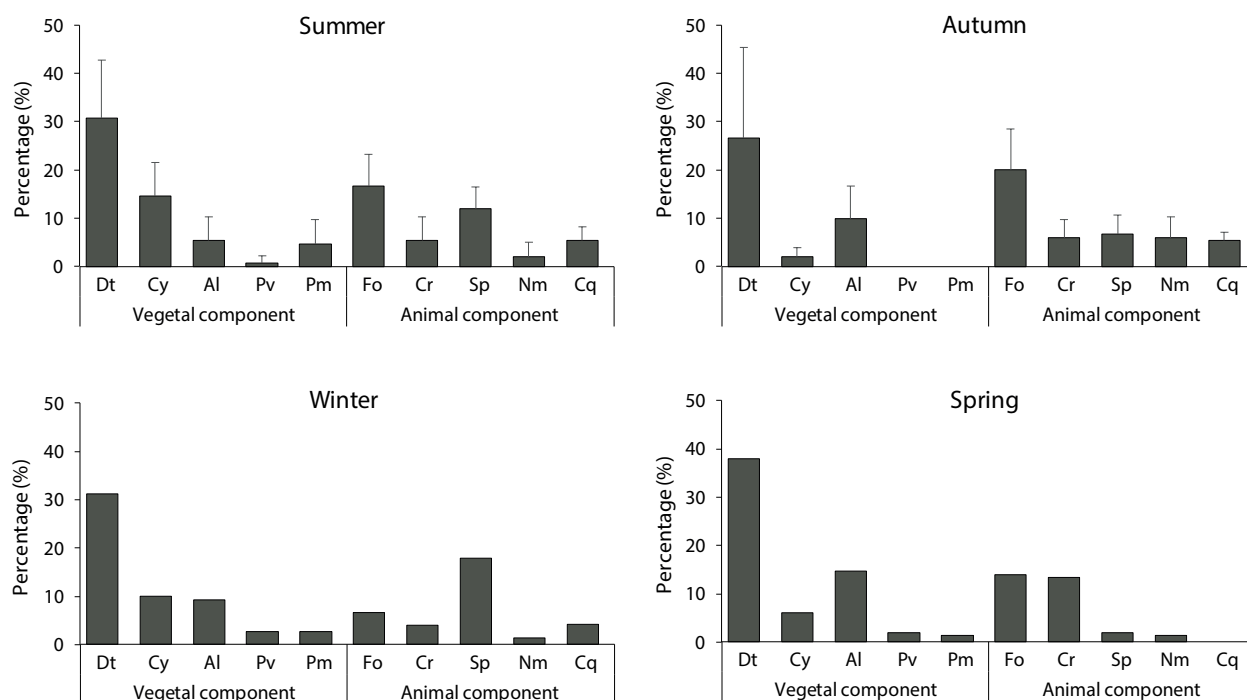 Summer
Percentage (%)
50
40
30
20
10
0
Dt Cy Al Pv Pm Fo Cr Sp Nm Cq
Vegetal component Animal component
Autumn
Percentage (%)
50
40
30
20
10
0
Dt Cy Al Pv Pm Fo Cr Sp Nm Cq
Vegetal component Animal component
Winter
Percentage (%)
50
40
30
20
10
0
Dt Cy Al Pv Pm Fo Cr Sp Nm Cq
Vegetal component Animal component
Spring
Percentage (%)
50
40
30
20
10
0
Dt Cy Al Pv Pm Fo Cr Sp Nm Cq
Vegetal component Animal component